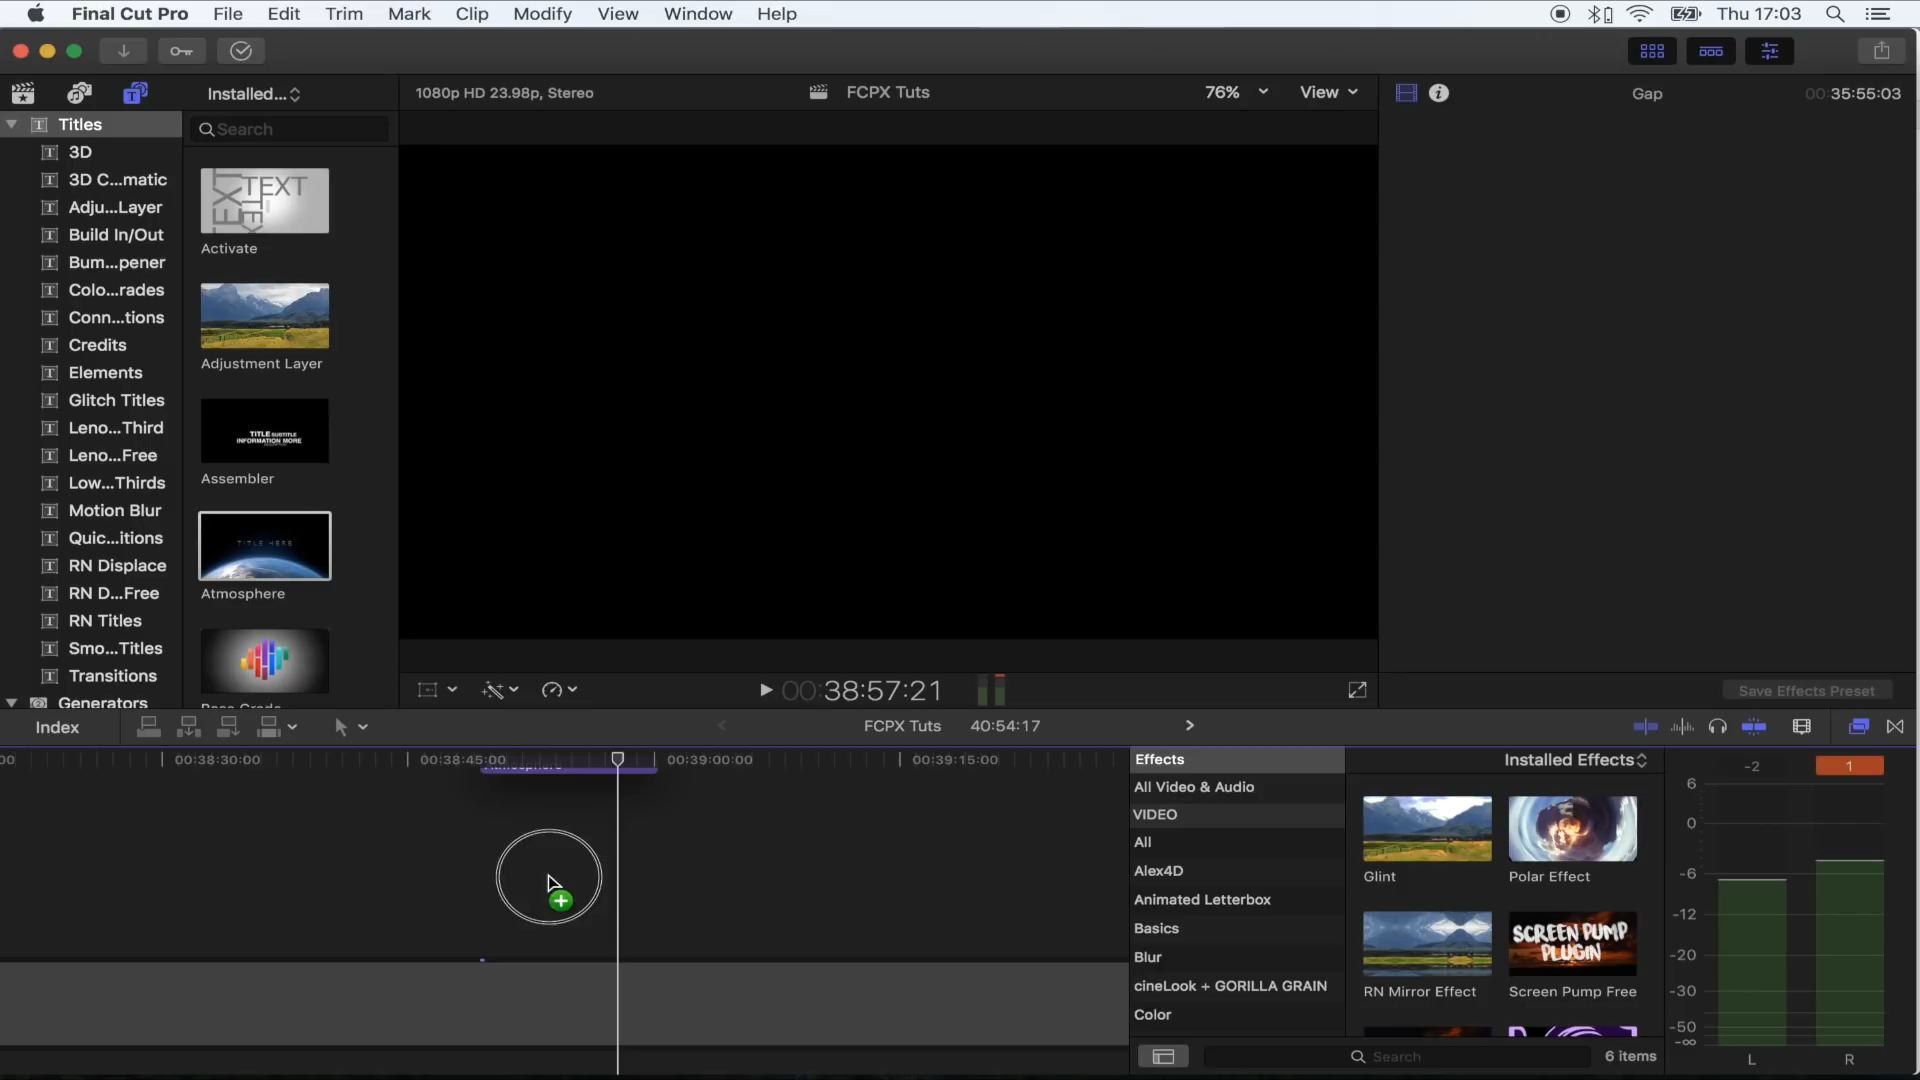 Final Cut Pro File Edit Trim Mark Clip Modify View Window Help Thu 17:03
Installed... 1080p HD 23.98p, Stereo FCPX Tuts 76% View Gap 00:35:55:03
Titles
Search
3D
3D C...matic
Adju...Layer
Build In/Out
Bum...pener
Colo...rades
Conn...tions
Credits
Elements
Glitch Titles
Leno...Third
Leno...Free
Low...Thirds
Motion Blur
Quic...itions
RN Displace
RN D...Free
RN Titles
Smo...Titles
Transitions
Generators
TEXT
Activate
Adjustment Layer
TITLE SUBTITLE
INFORMATION MORE
Assembler
TITLE HERE
Atmosphere
00:38:57:21
Save Effects Preset
Index FCPX Tuts 40:54:17
00:38:30:00 00:38:45:00 00:39:00:00 00:39:15:00
Atmosphere
Effects Installed Effects
All Video & Audio
VIDEO
All
Alex4D
Animated Letterbox
Basics
Blur
cineLook + GORILLA GRAIN
Color
Glint
Polar Effect
RN Mirror Effect
SCREEN PUMP
PLUGIN
Screen Pump Free
Search 6 items
-2 1
6
0
-6
-12
-20
-30
-50
-∞
L R